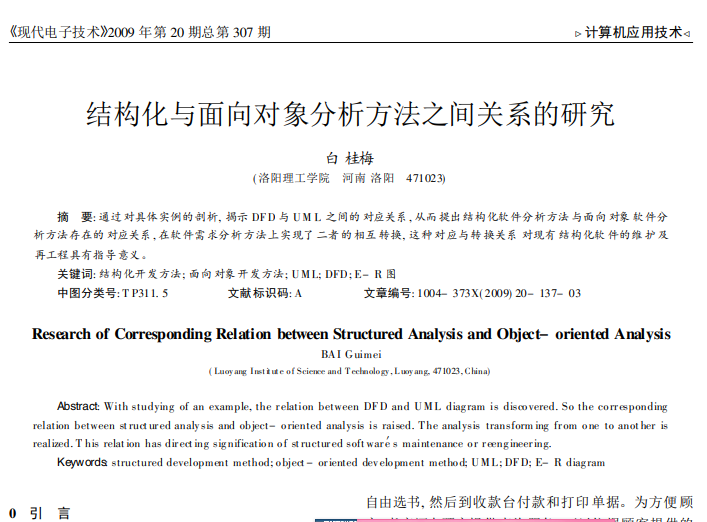 《现代电子技术》2009 年第 20 期总第 307 期
▷ 计算机应用技术 ◁
结构化与面向对象分析方法之间关系的研究
白桂梅
(洛阳理工学院 河南 洛阳 471023)
摘 要: 通过对具体实例的剖析, 揭示 DFD 与 UML 之间的对应关系, 从而提出结构化软件分析方法与面向对象软件分
析方法存在的对应关系, 在软件需求分析方法上实现了二者的相互转换, 这种对应与转换关系对现有结构化软件的维护及
再工程具有指导意义。
关键词: 结构化开发方法; 面向对象开发方法; UML; DFD; E- R 图
中图分类号: TP311. 5 文献标识码: A 文章编号: 1004- 373X(2009) 20- 137- 03
Research of Corresponding Relation between Structured Analysis and Object- oriented Analysis
BAI Guimei
( Luoyang Institute of Science and Technology, Luoyang, 471023, China)
Abstract: With studying of an example, the relation between DFD and UML diagram is discovered. So the corresponding
relation between structured analysis and object- oriented analysis is raised. The analysis transforming from one to another is
realized. This relation has directing signification of structured software′s maintenance or reengineering.
Keywords: structured development method; object- oriented development method; UML; DFD; E- R diagram
0 引 言
自由选书, 然后到收款台付款和打印单据。为方便顾